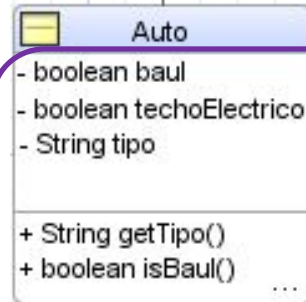 Auto
- boolean baul
- boolean techoElectrico
- String tipo
+ String getTipo()
+ boolean isBaul()
...